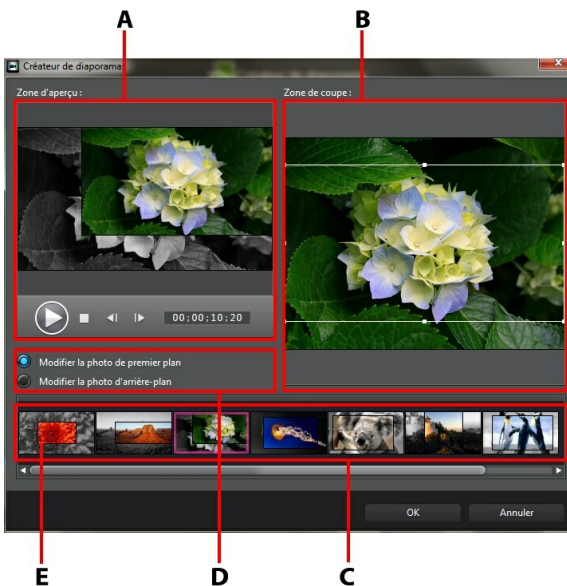 A
B
Créateur de diaporamas
Zone d'aperçu :
Zone de coupe :
00;00;10;20
Modifier la photo de premier plan
Modifier la photo d'arrière-plan
OK
Annuler
E
D
C